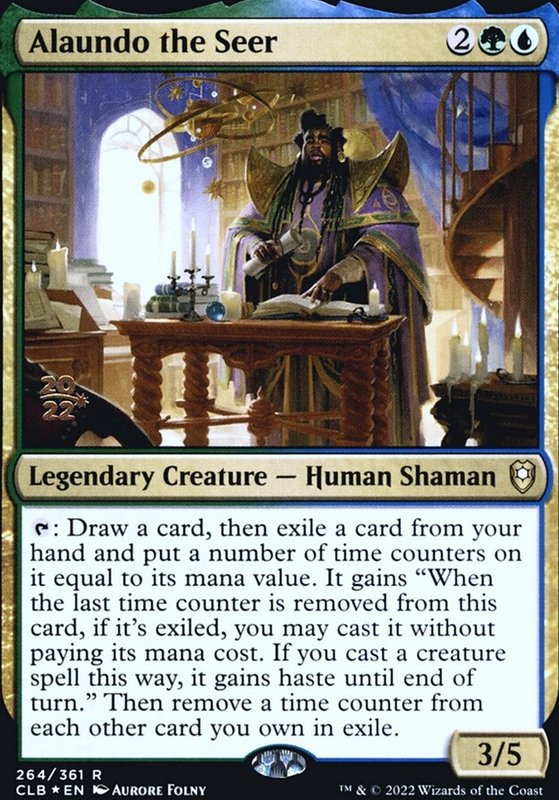 Alaundo the Seer 2
20
22
Legendary Creature — Human Shaman
: Draw a card, then exile a card from your
hand and put a number of time counters on
it equal to its mana value. It gains “When
the last time counter is removed from this
card, if it’s exiled, you may cast it without
paying its mana cost. If you cast a creature
spell this way, it gains haste until end of
turn.” Then remove a time counter from
each other card you own in exile.
3/5
264/361 R
CLB ★ EN AURORE FOLNY
™ & © 2022 Wizards of the Coast